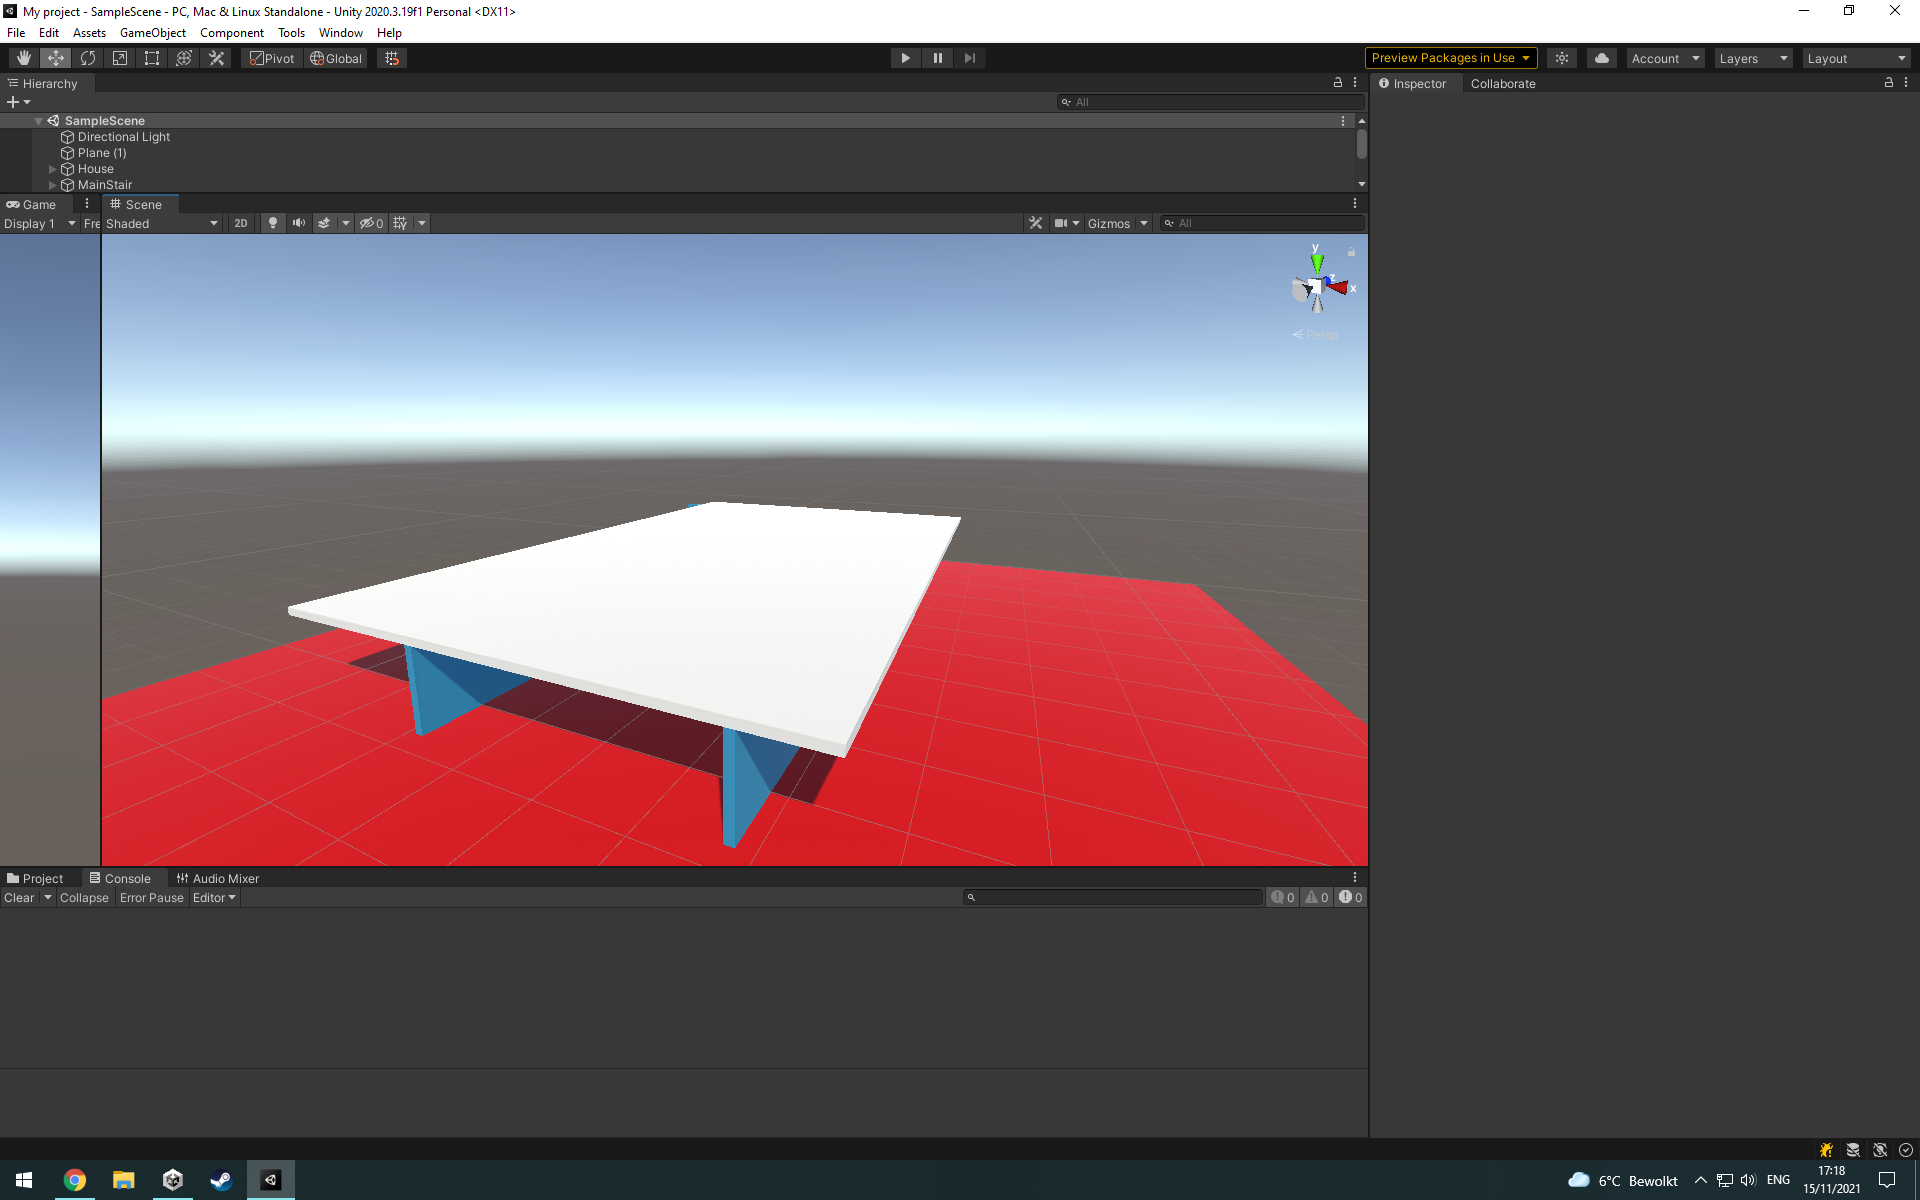 My project - SampleScene - PC, Mac & Linux Standalone - Unity 2020.3.19f1 Personal <DX11>
File Edit Assets GameObject Component Tools Window Help
Pivot Global Preview Packages in Use Account Layers Layout
Hierarchy Inspector Collaborate
All
SampleScene
Directional Light
Plane (1)
House
MainStair
Game Scene
Display 1 Fre Shaded 2D 0 Gizmos All
y
z
x
Persp
Project Console Audio Mixer
Clear Collapse Error Pause Editor 0 0 0
17:18
6°C Bewolkt ENG
15/11/2021